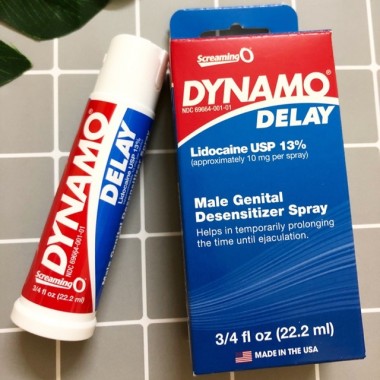 Screaming O
DYNAMO®
NDC 69664-001-01
DELAY
Lidocaine USP 13%
(approximately 10 mg per spray)
Male Genital
Desensitizer Spray
Helps in temporarily prolonging
the time until ejaculation.
3/4 fl oz (22.2 ml)
MADE IN THE USA
DYNAMO®
DELAY
Lidocaine USP 13%
NDC 69664-001-01
Screaming O
3/4 fl oz (22.2 ml)